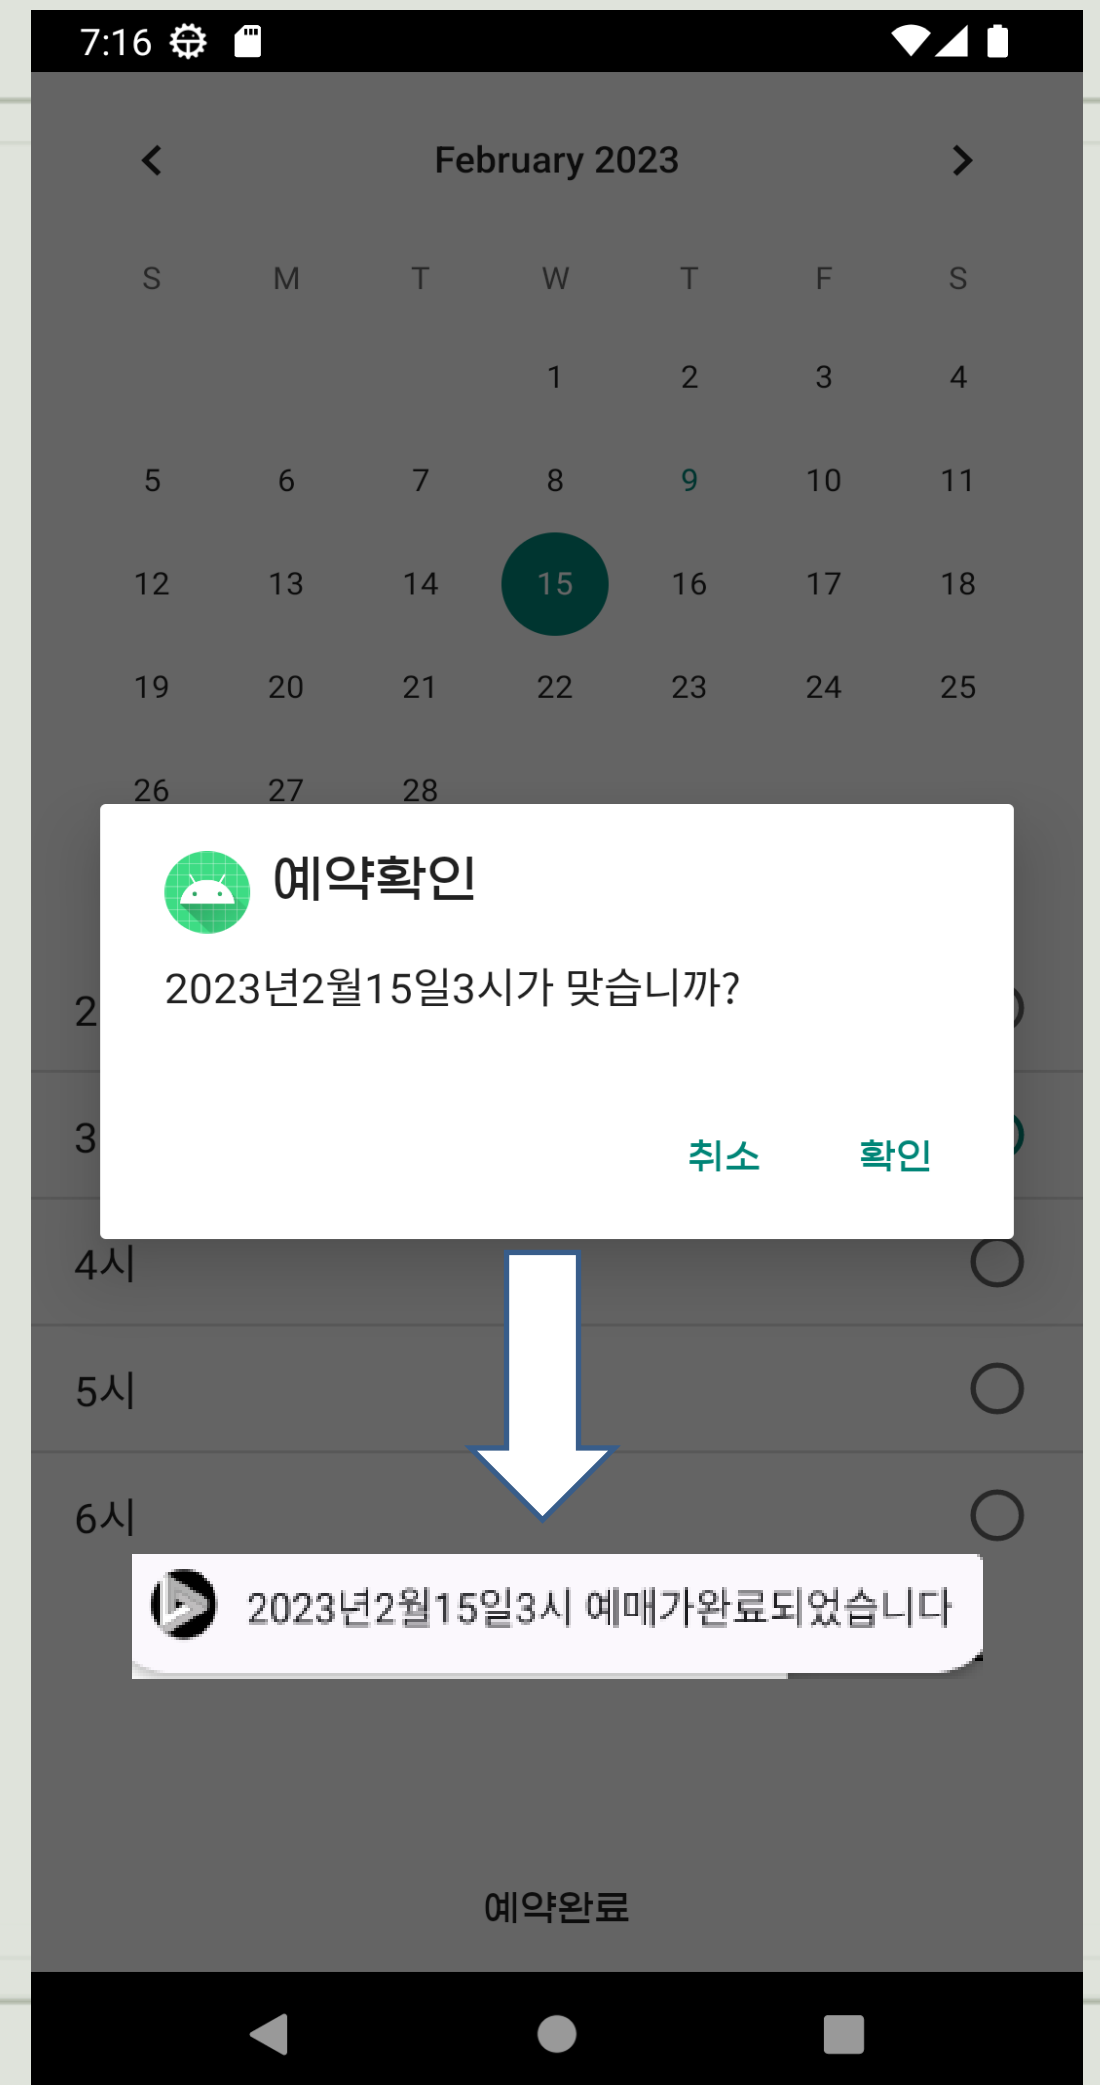 7:16
February 2023
S M T W T F S
1 2 3 4
5 6 7 8 9 10 11
12 13 14 15 16 17 18
19 20 21 22 23 24 25
26 27 28
예약확인
2023년2월15일3시가 맞습니까?
2
3
취소 확인
4시
5시
6시
2023년2월15일3시 예매가완료되었습니다
예약완료